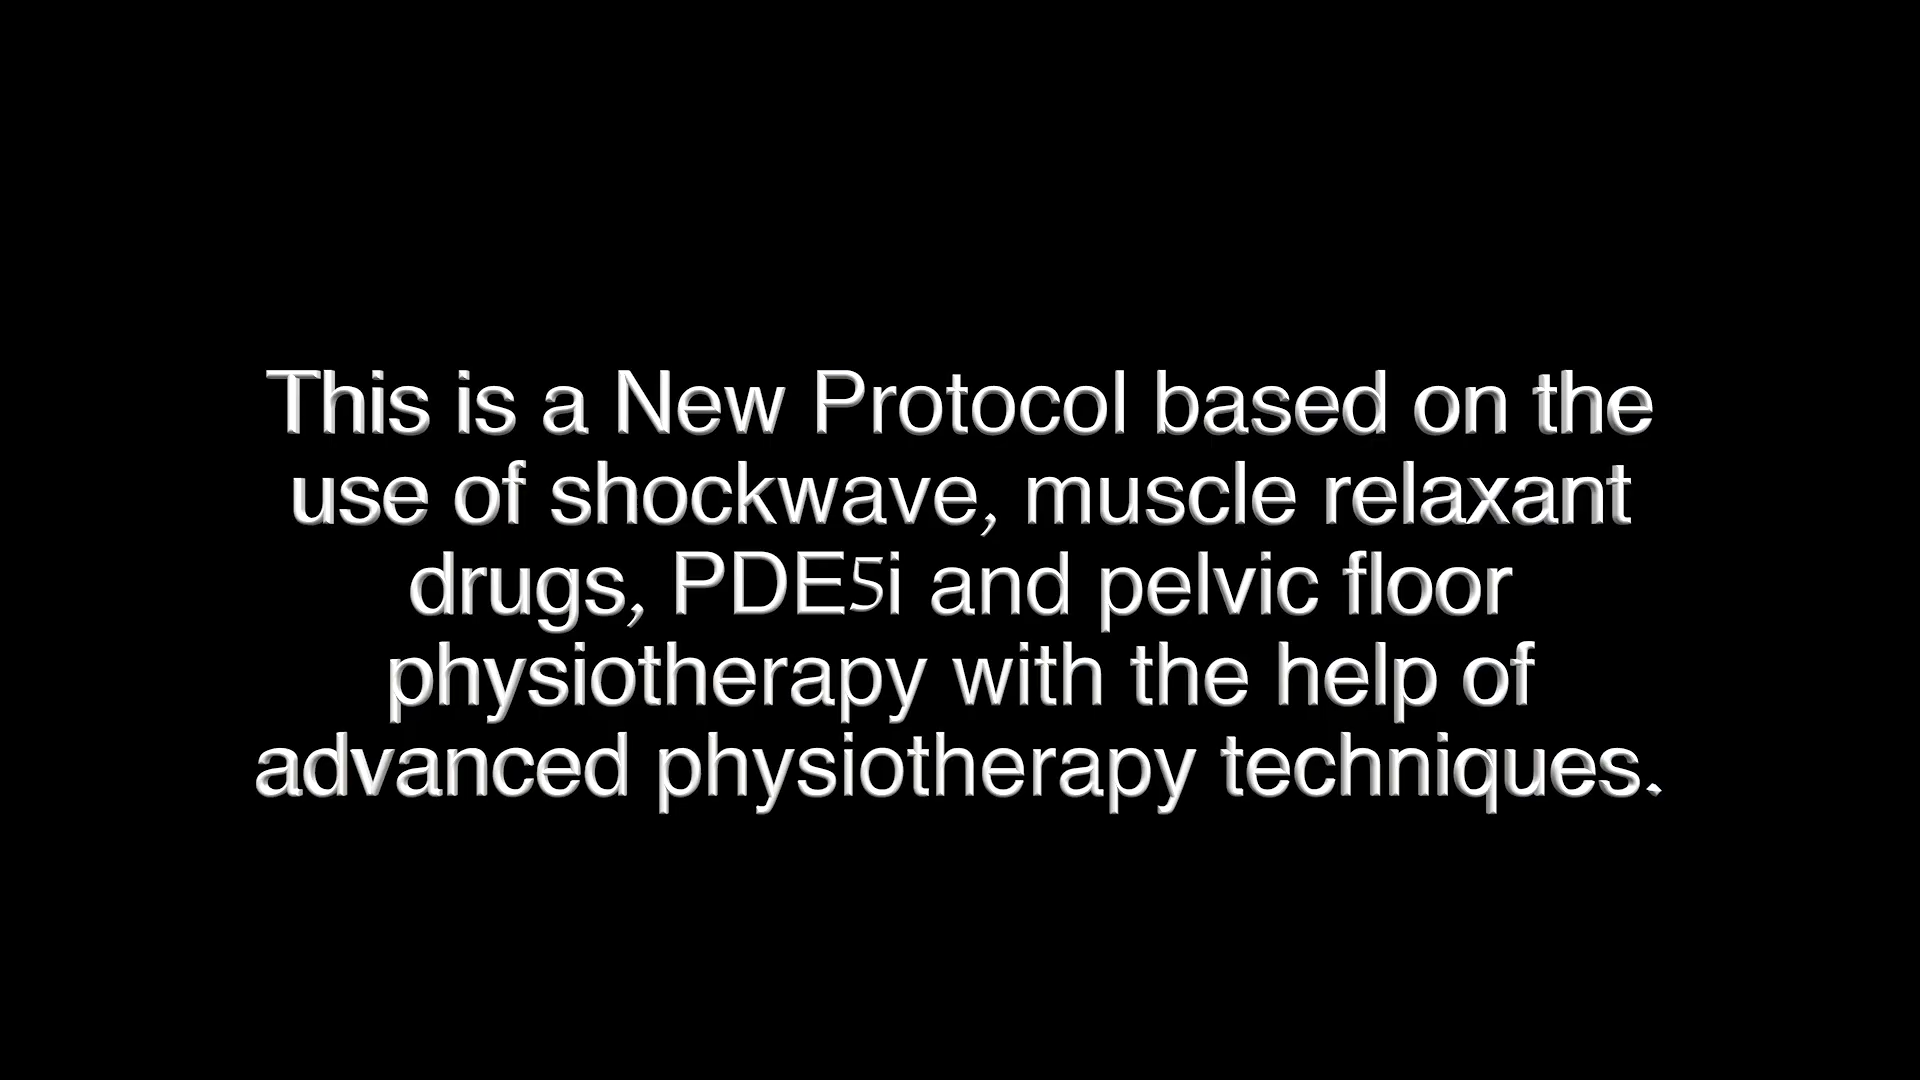 This is a New Protocol based on the
use of shockwave, muscle relaxant
drugs, PDE5i and pelvic floor
physiotherapy with the help of
advanced physiotherapy techniques.